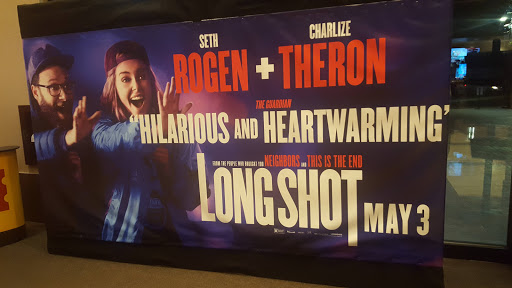 SETH
CHARLIZE
ROGEN + THERON
THE GUARDIAN
"HILARIOUS AND HEARTWARMING"
FROM THE PEOPLE WHO BROUGHT YOU NEIGHBORS AND THIS IS THE END
LONG SHOT
MAY 3